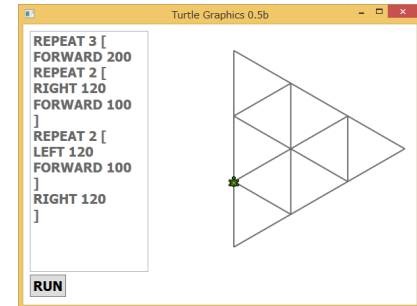 Turtle Graphics 0.5b
REPEAT 3 [
FORWARD 200
REPEAT 2 [
RIGHT 120
FORWARD 100
]
REPEAT 2 [
LEFT 120
FORWARD 100
]
RIGHT 120
]
RUN